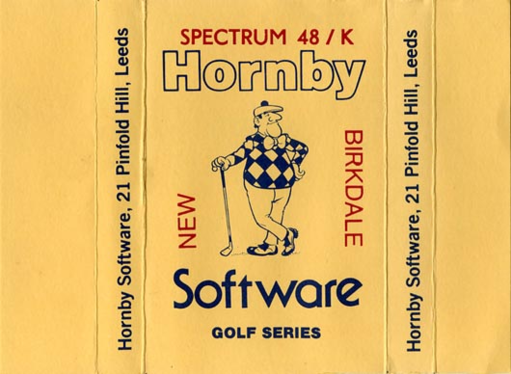 Hornby Software, 21 Pinfold Hill, Leeds
SPECTRUM 48 / K
Hornby
NEW
BIRKDALE
Software
GOLF SERIES
Hornby Software, 21 Pinfold Hill, Leeds